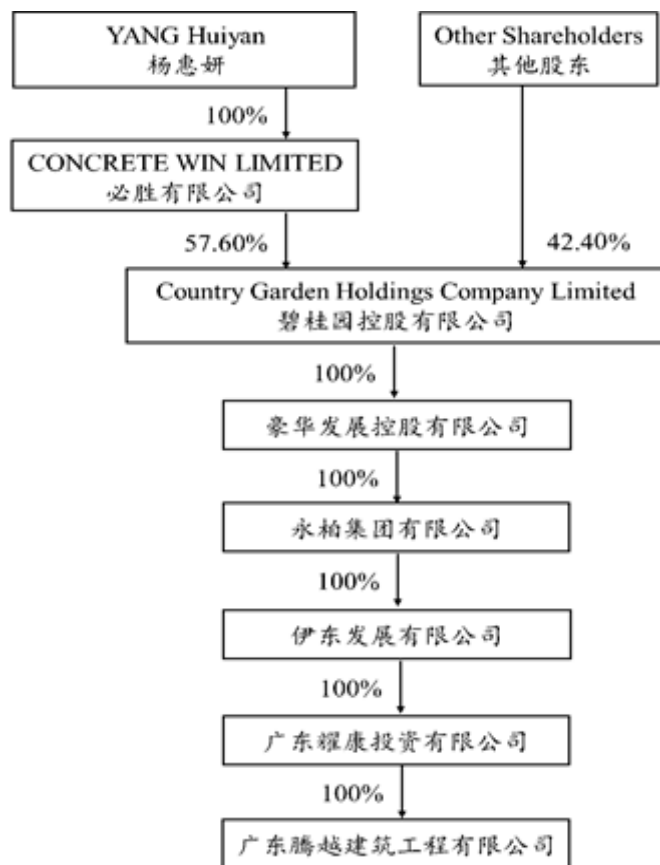 YANG Huiyan
杨惠妍
Other Shareholders
其他股东
100%
CONCRETE WIN LIMITED
必胜有限公司
57.60%
42.40%
Country Garden Holdings Company Limited
碧桂园控股有限公司
100%
豪华发展控股有限公司
100%
永柏集团有限公司
100%
伊东发展有限公司
100%
广东耀康投资有限公司
100%
广东腾越建筑工程有限公司